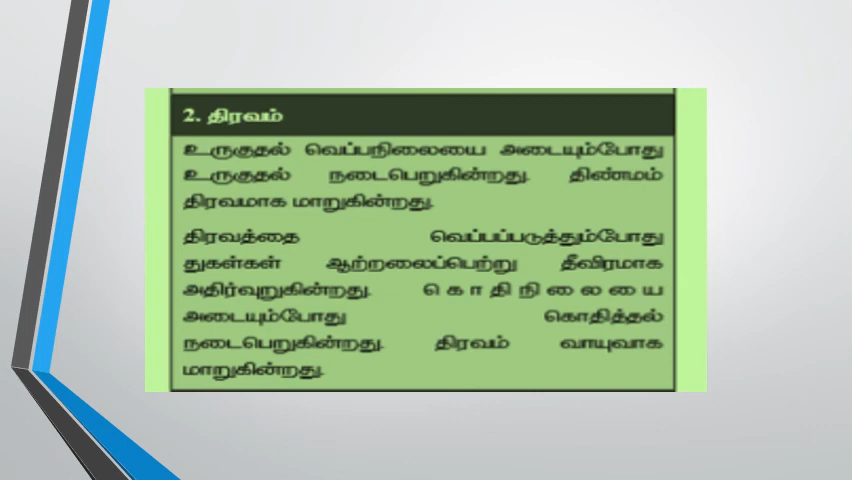 2. திரவம்
உருகுதல் வெப்பநிலையை அடையும்போது
உருகுதல் நடைபெறுகின்றது. திண்மம்
திரவமாக மாறுகின்றது.
திரவத்தை வெப்பப்படுத்தும்போது
துகள்கள் ஆற்றலைப்பெற்று தீவிரமாக
அதிர்வுறுகின்றது. கொதிநிலையை
அடையும்போது கொதித்தல்
நடைபெறுகின்றது. திரவம் வாயுவாக
மாறுகின்றது.